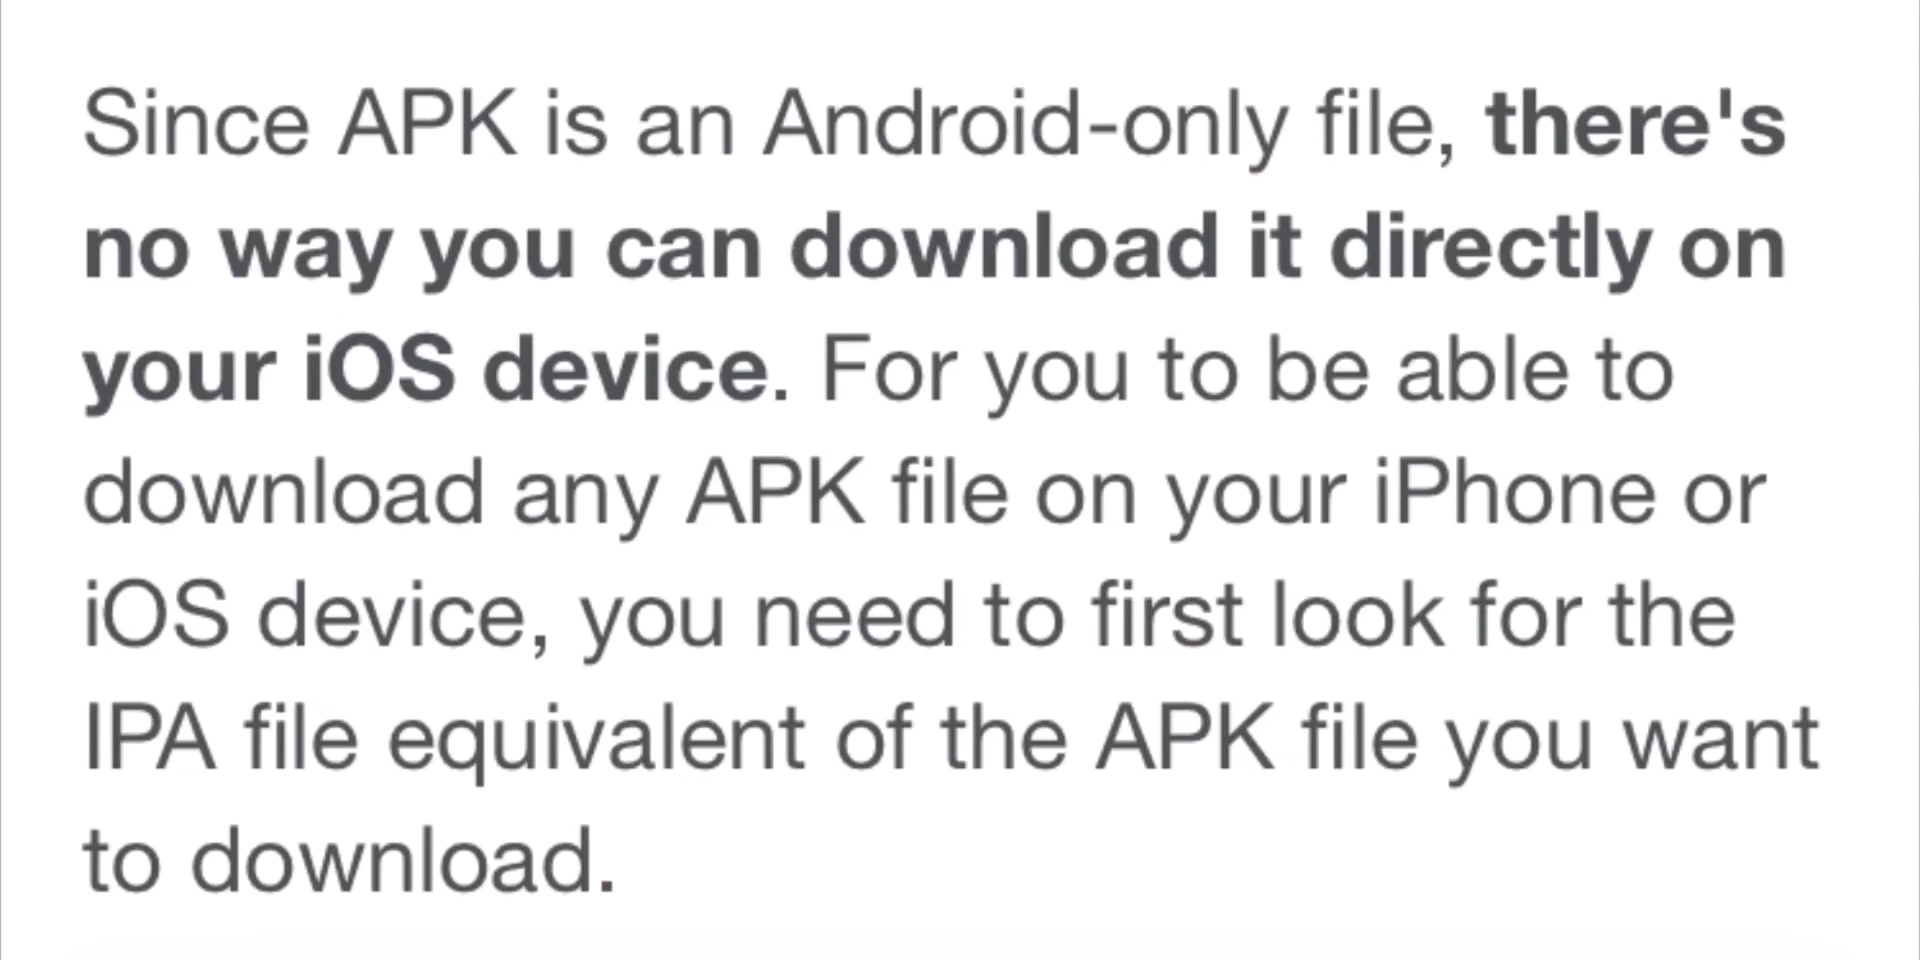 Since APK is an Android-only file, there's
no way you can download it directly on
your iOS device. For you to be able to
download any APK file on your iPhone or
iOS device, you need to first look for the
IPA file equivalent of the APK file you want
to download.